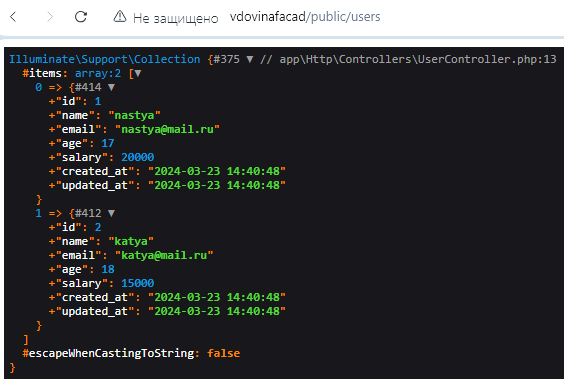 Не защищено vdovinafacad/public/users
Illuminate\Support\Collection {#375 ▼ // app\Http\Controllers\UserController.php:13
#items: array:2 [▼
0 => {#414 ▼
+"id": 1
+"name": "nastya"
+"email": "nastya@mail.ru"
+"age": 17
+"salary": 20000
+"created_at": "2024-03-23 14:40:48"
+"updated_at": "2024-03-23 14:40:48"
}
1 => {#412 ▼
+"id": 2
+"name": "katya"
+"email": "katya@mail.ru"
+"age": 18
+"salary": 15000
+"created_at": "2024-03-23 14:40:48"
+"updated_at": "2024-03-23 14:40:48"
}
]
#escapeWhenCastingToString: false
}